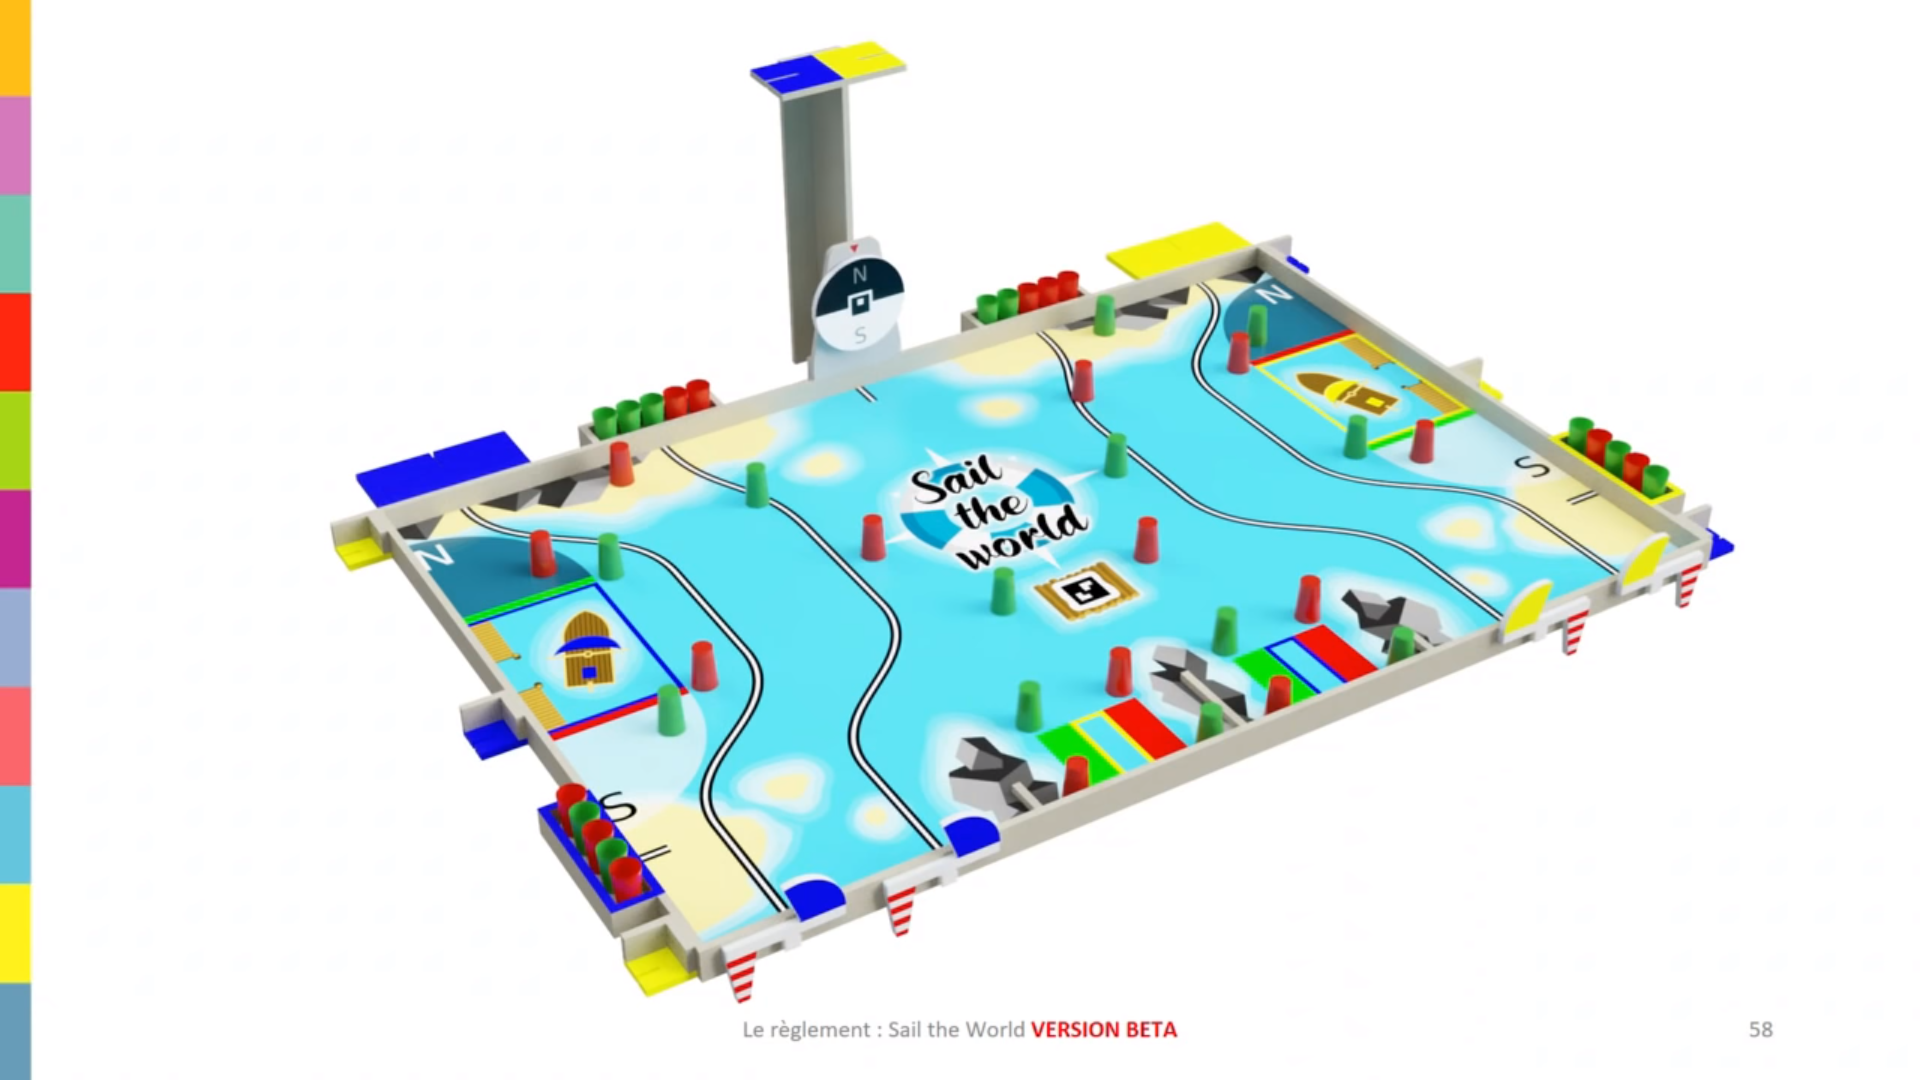 N
S
N
S
Sail
the
world
N
S
Le règlement : Sail the World VERSION BETA
58